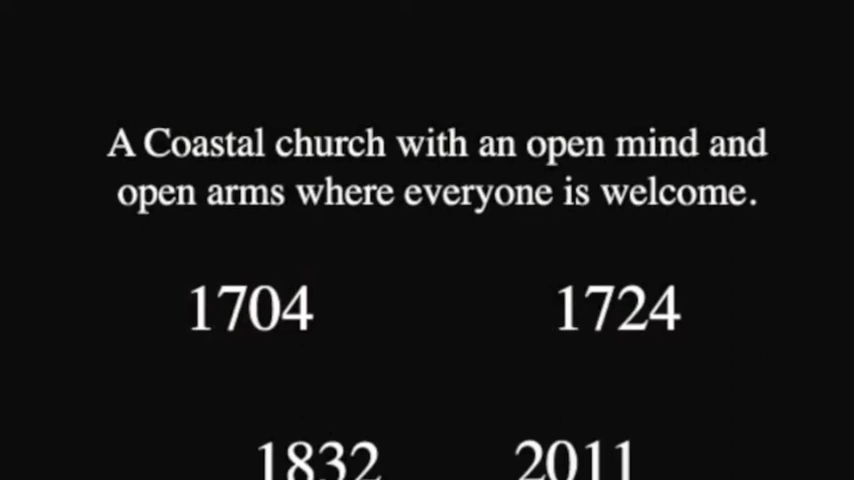 A Coastal church with an open mind and
open arms where everyone is welcome.
1704 1724
1832 2011